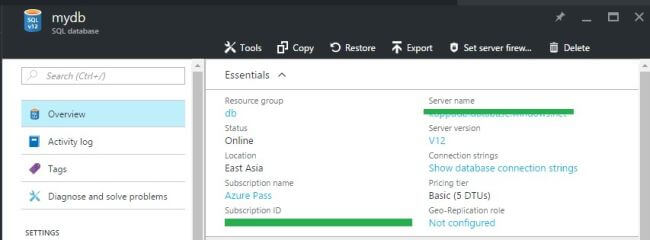 mydb
SQL database
SQL
v12
Tools
Copy
Restore
Export
Set server firew...
Delete
Search (Ctrl+/)
Overview
Activity log
Tags
Diagnose and solve problems
SETTINGS
Essentials
Resource group
db
Status
Online
Location
East Asia
Subscription name
Azure Pass
Subscription ID
Server name
Server version
V12
Connection strings
Show database connection strings
Pricing tier
Basic (5 DTUs)
Geo-Replication role
Not configured